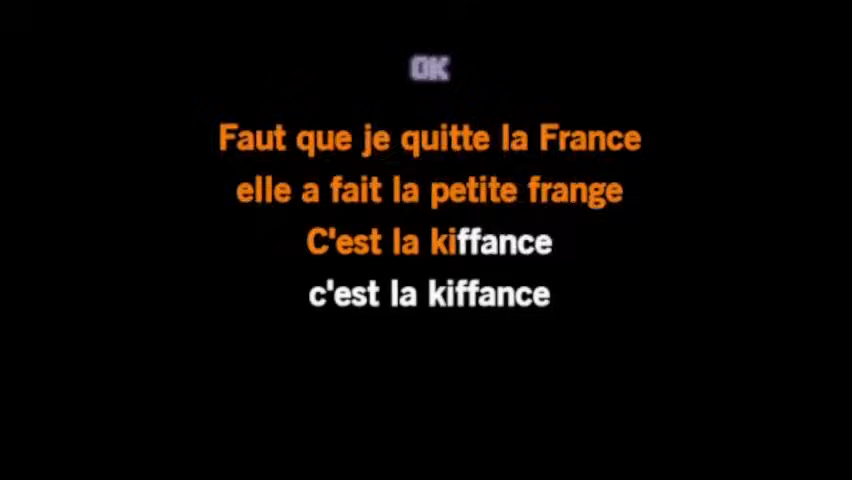 OK
Faut que je quitte la France
elle a fait la petite frange
C'est la kiffance
c'est la kiffance